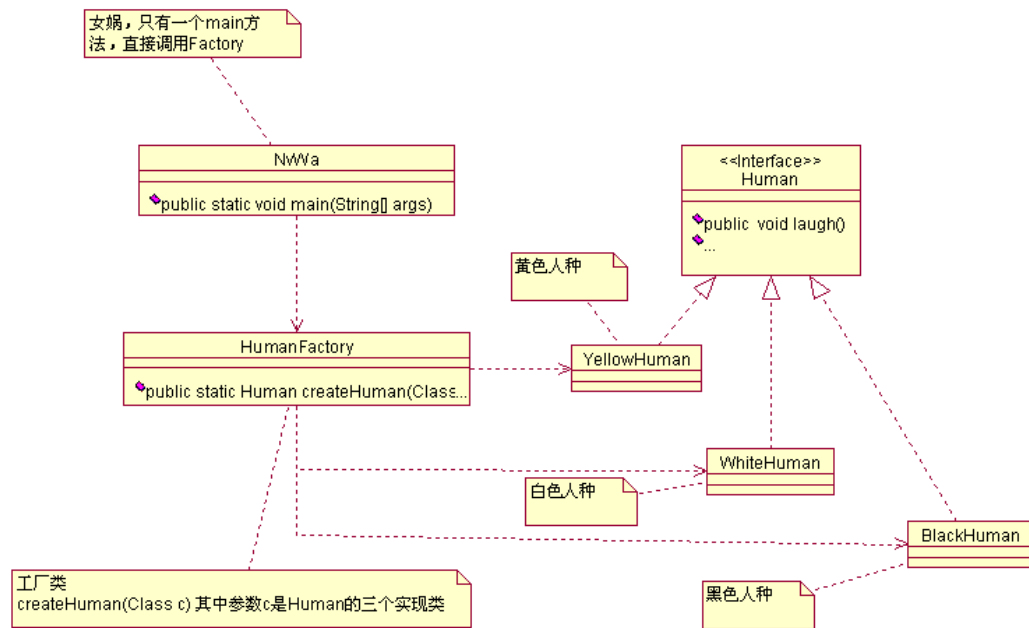 女娲，只有一个main方
法，直接调用Factory
NvWa
public static void main(String[] args)
<<Interface>>
Human
public  void laugh()
...
黄色人种
HumanFactory
public static Human createHuman(Class...
YellowHuman
WhiteHuman
白色人种
BlackHuman
工厂类
createHuman(Class c) 其中参数c是Human的三个实现类
黑色人种